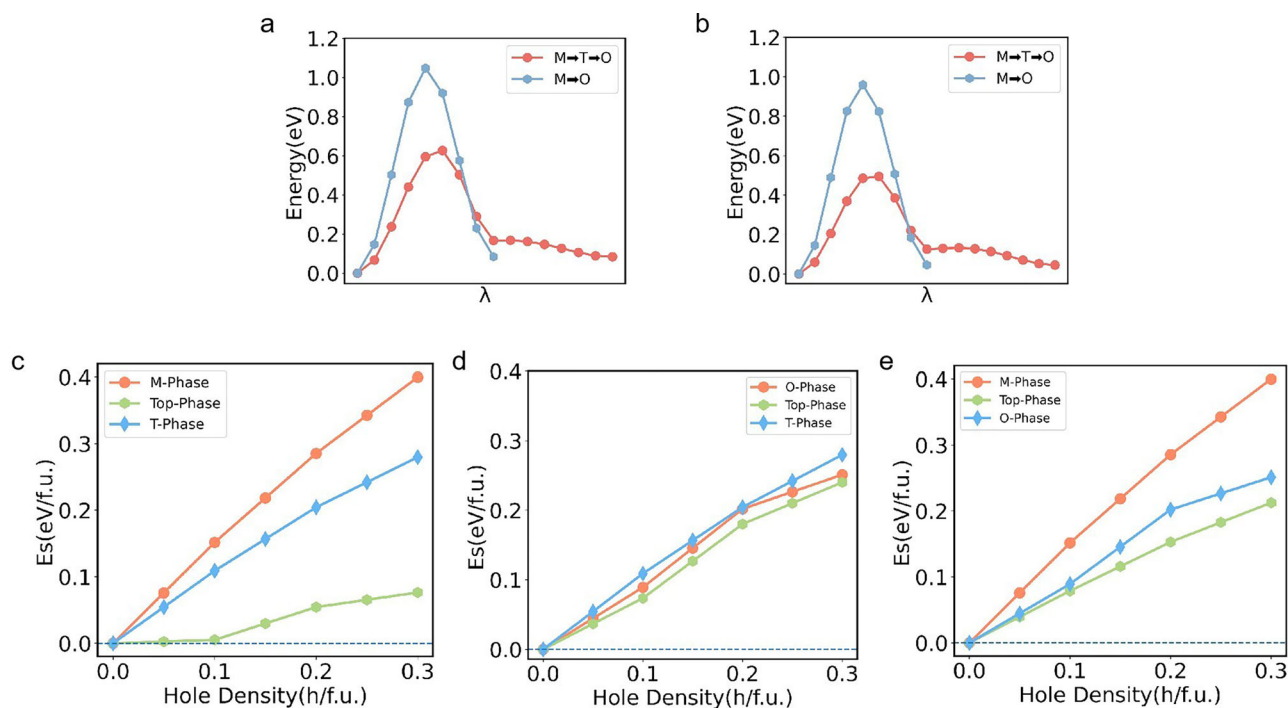 a
1.2
1.0
0.8
0.6
0.4
0.2
0.0
Energy(eV)
λ
M➡T➡O
M➡O
b
1.2
1.0
0.8
0.6
0.4
0.2
0.0
Energy(eV)
λ
M➡T➡O
M➡O
c
0.4
0.3
0.2
0.1
0.0
Es(eV/f.u.)
M-Phase
Top-Phase
T-Phase
0.0 0.1 0.2 0.3
Hole Density(h/f.u.)
d
0.4
0.3
0.2
0.1
0.0
Es(eV/f.u.)
O-Phase
Top-Phase
T-Phase
0.0 0.1 0.2 0.3
Hole Density(h/f.u.)
e
0.4
0.3
0.2
0.1
0.0
Es(eV/f.u.)
M-Phase
Top-Phase
O-Phase
0.0 0.1 0.2 0.3
Hole Density(h/f.u.)